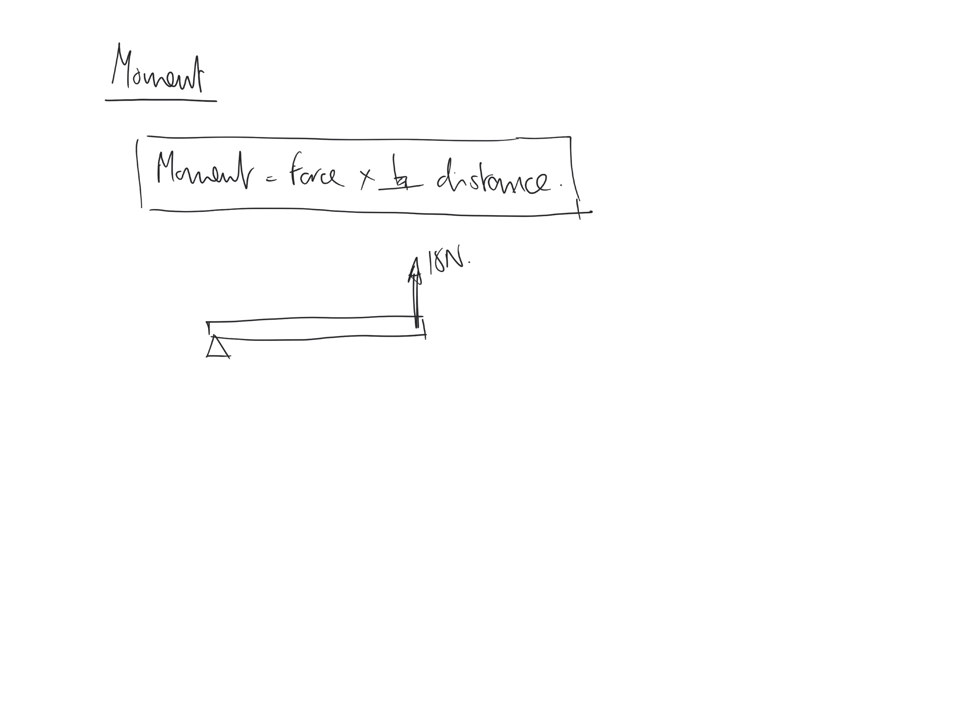 Moment
Moment = force × ⊥ distance.
18N.